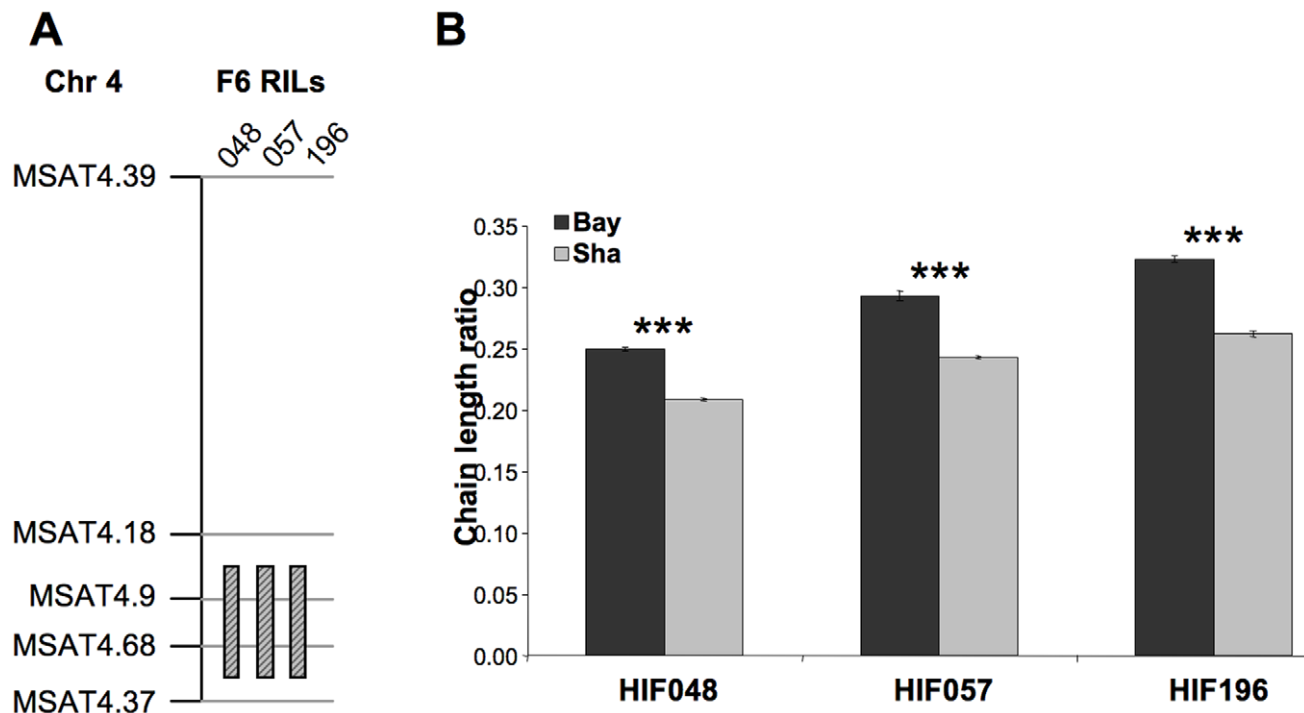 A
Chr 4
F6 RILs
048
057
196
MSAT4.39
MSAT4.18
MSAT4.9
MSAT4.68
MSAT4.37
B
Chain length ratio
0.35
0.30
0.25
0.20
0.15
0.10
0.05
0.00
Bay
Sha
***
***
***
HIF048
HIF057
HIF196